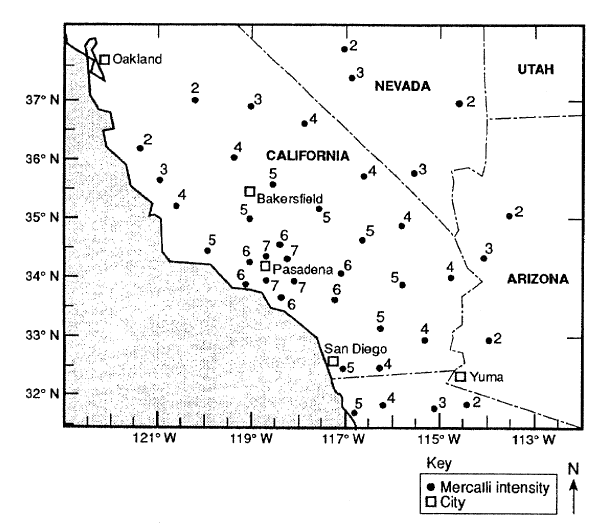 2
Oakland
3 UTAH
NEVADA
2
37° N 3 2
4
2
4 CALIFORNIA
36° N
3 4 3
5
4 Bakersfield
5 5 4 2
35° N
6 5
5 6 7 7 3
Pasadena 6 4
34° N ARIZONA
6 7 7 6 5
6
5
33° N 4 2
San Diego
5 4 Yuma
32° N
5 4 3 2
121° W 119° W 117° W 115° W 113° W
Key
Mercalli intensity
City
N